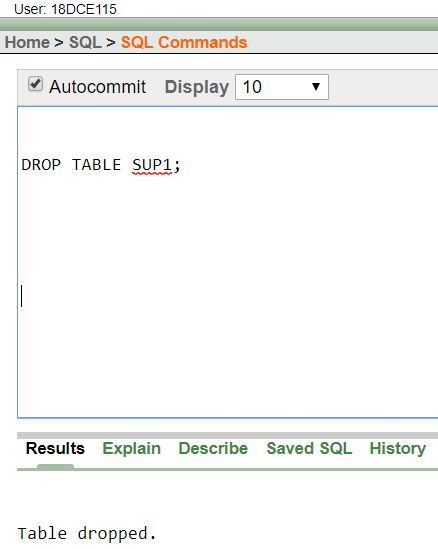 User: 18DCE115
Home > SQL > SQL Commands
Autocommit Display 10
DROP TABLE SUP1;
Results Explain Describe Saved SQL History
Table dropped.